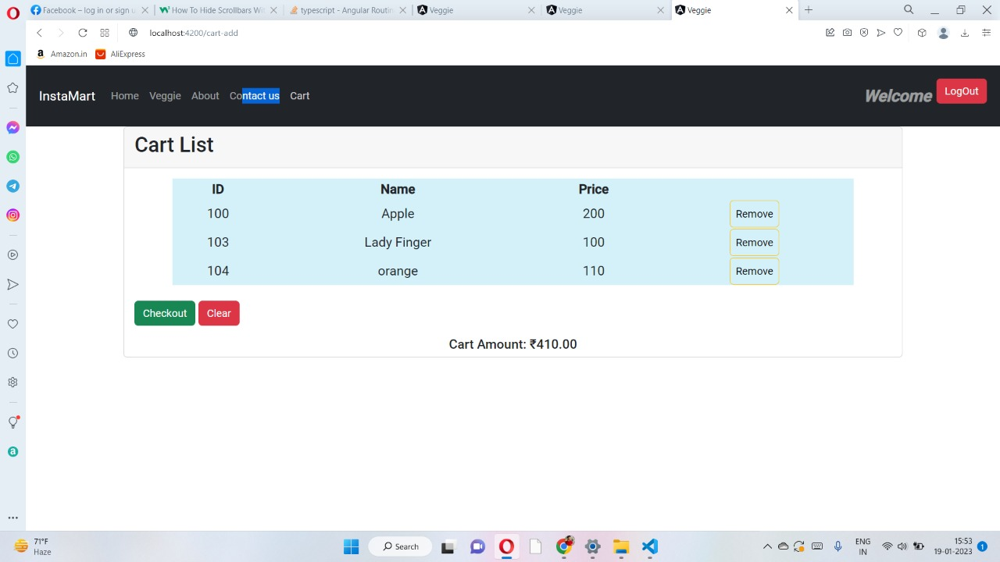 Facebook – log in or sign u
How To Hide Scrollbars Wi
typescript - Angular Routin
Veggie
Veggie
Veggie
localhost:4200/cart-add
Amazon.in AliExpress
InstaMart Home Veggie About Contact us Cart Welcome LogOut
Cart List
ID Name Price
100 Apple 200 Remove
103 Lady Finger 100 Remove
104 orange 110 Remove
Checkout Clear
Cart Amount: ₹410.00
71°F
Haze
Search
ENG
IN
15:53
19-01-2023
1